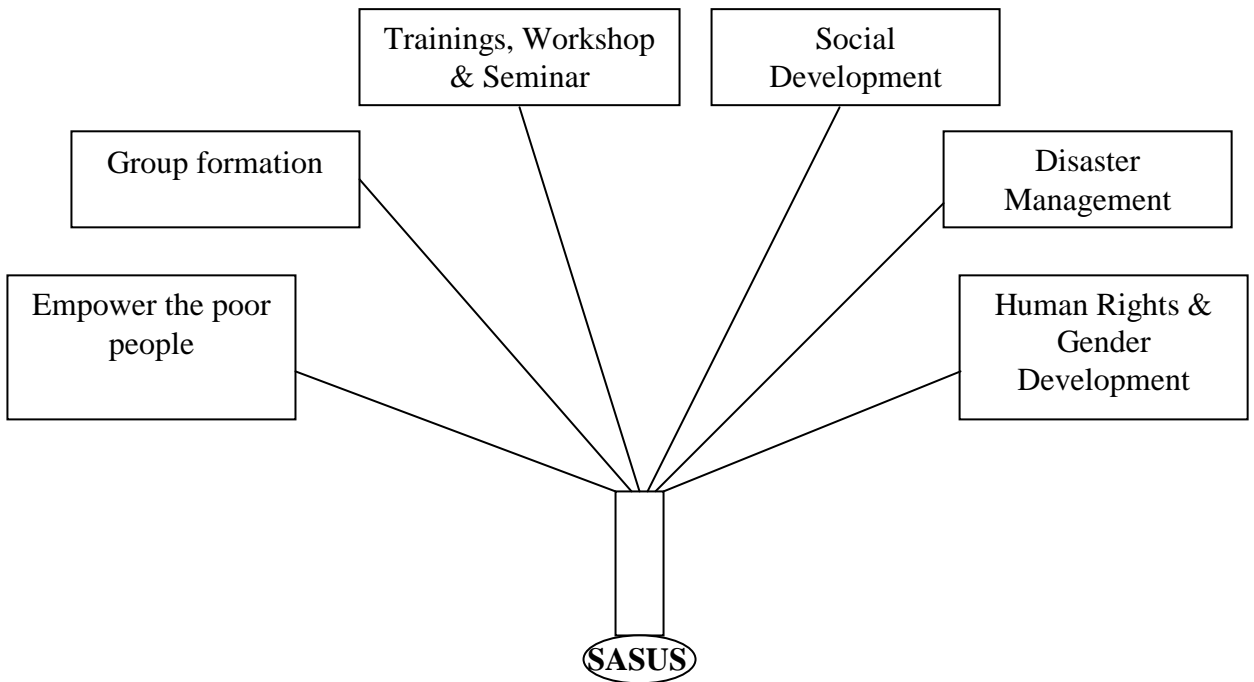 Trainings, Workshop
& Seminar
Social
Development
Group formation
Disaster
Management
Empower the poor
people
Human Rights &
Gender
Development
SASUS